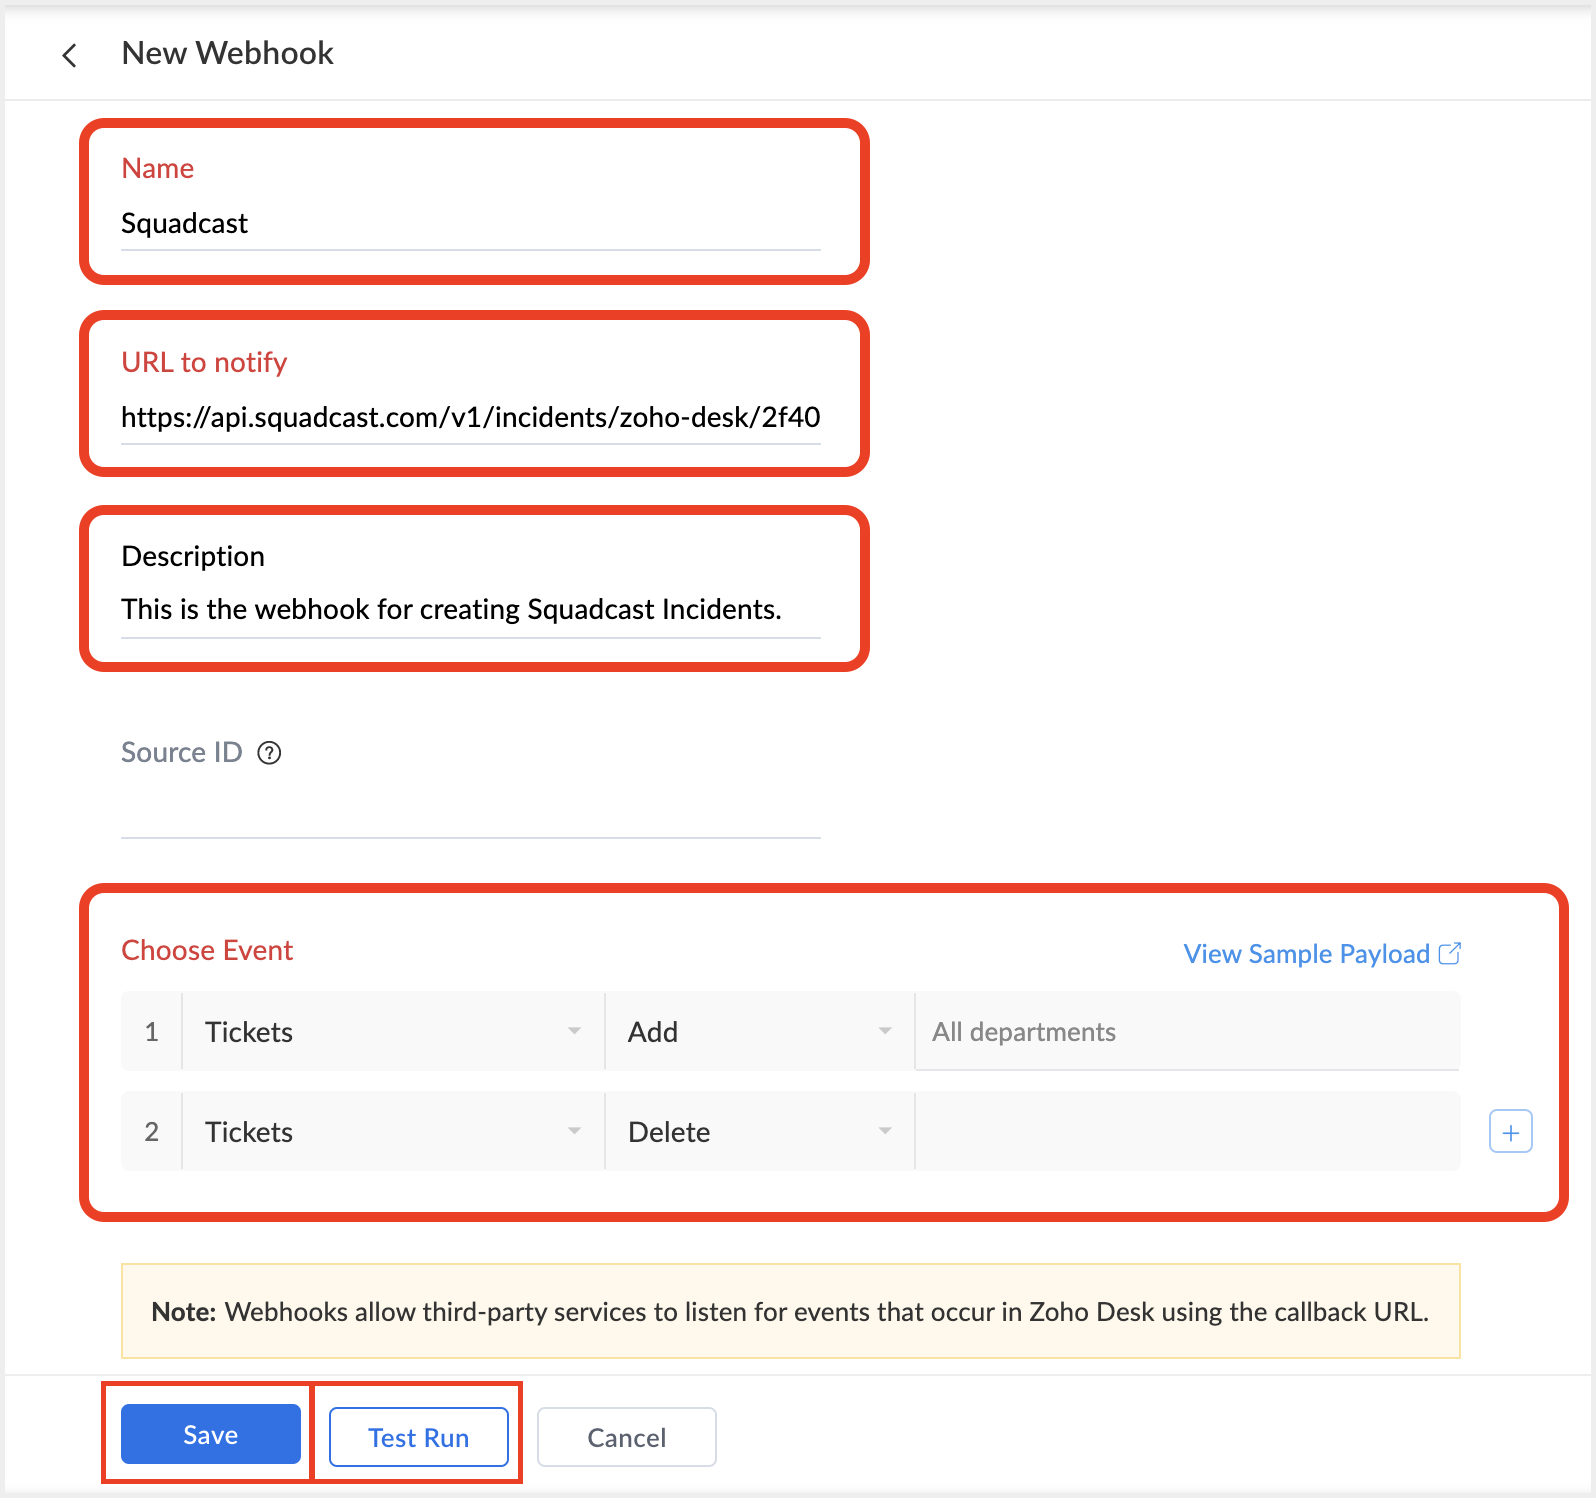 New Webhook
Name
Squadcast
URL to notify
https://api.squadcast.com/v1/incidents/zoho-desk/2f40
Description
This is the webhook for creating Squadcast Incidents.
Source ID ?
Choose Event
View Sample Payload
1 Tickets Add All departments
2 Tickets Delete
Note: Webhooks allow third-party services to listen for events that occur in Zoho Desk using the callback URL.
Save Test Run Cancel